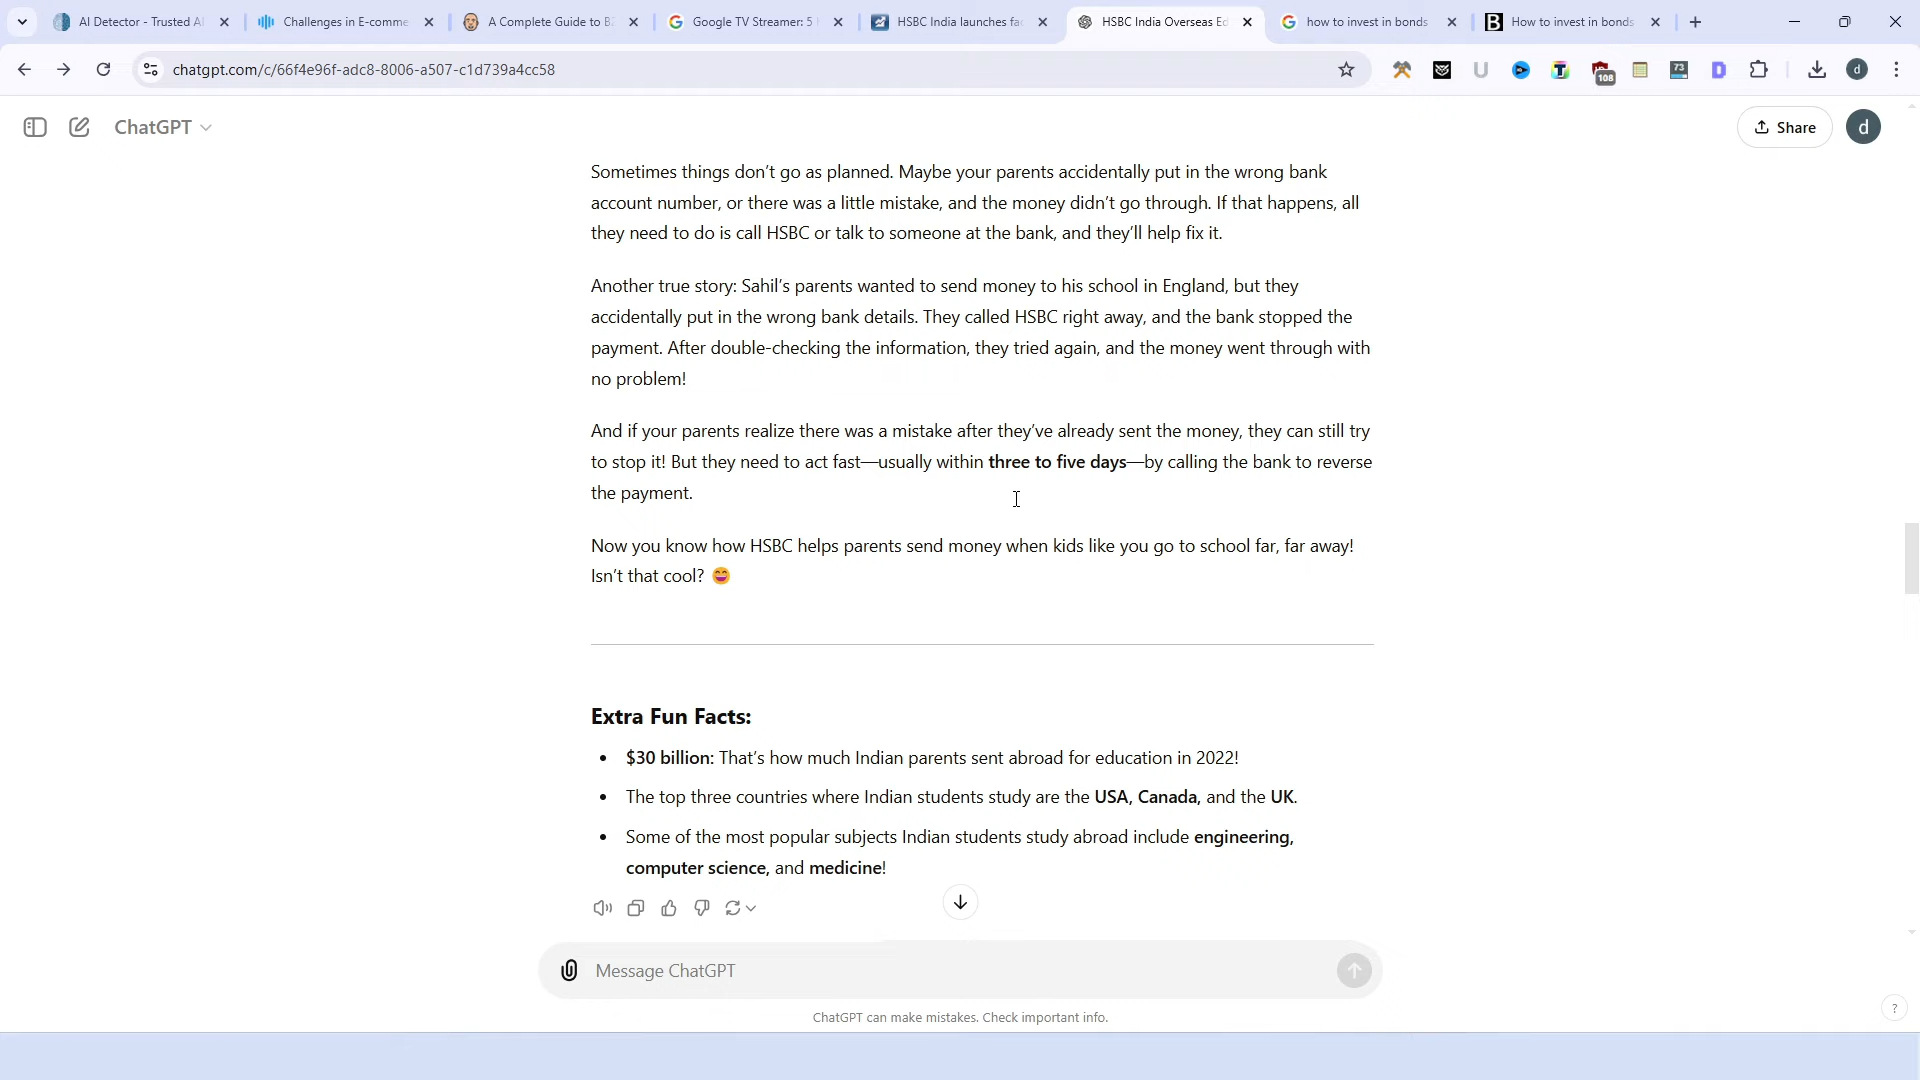 AI Detector - Trusted AI
Challenges in E-comme
A Complete Guide to B
Google TV Streamer: 5
HSBC India launches fac
HSBC India Overseas Ed
how to invest in bonds
How to invest in bonds
chatgpt.com/c/66f4e96f-adc8-8006-a507-c1d739a4cc58
108
73
d
ChatGPT
Share
d
Sometimes things don't go as planned. Maybe your parents accidentally put in the wrong bank
account number, or there was a little mistake, and the money didn't go through. If that happens, all
they need to do is call HSBC or talk to someone at the bank, and they'll help fix it.
Another true story: Sahil's parents wanted to send money to his school in England, but they
accidentally put in the wrong bank details. They called HSBC right away, and the bank stopped the
payment. After double-checking the information, they tried again, and the money went through with
no problem!
And if your parents realize there was a mistake after they've already sent the money, they can still try
to stop it! But they need to act fast—usually within three to five days—by calling the bank to reverse
the payment.
Now you know how HSBC helps parents send money when kids like you go to school far, far away!
Isn't that cool? 😄
Extra Fun Facts:
• $30 billion: That's how much Indian parents sent abroad for education in 2022!
• The top three countries where Indian students study are the USA, Canada, and the UK.
• Some of the most popular subjects Indian students study abroad include engineering,
computer science, and medicine!
Message ChatGPT
ChatGPT can make mistakes. Check important info.
?